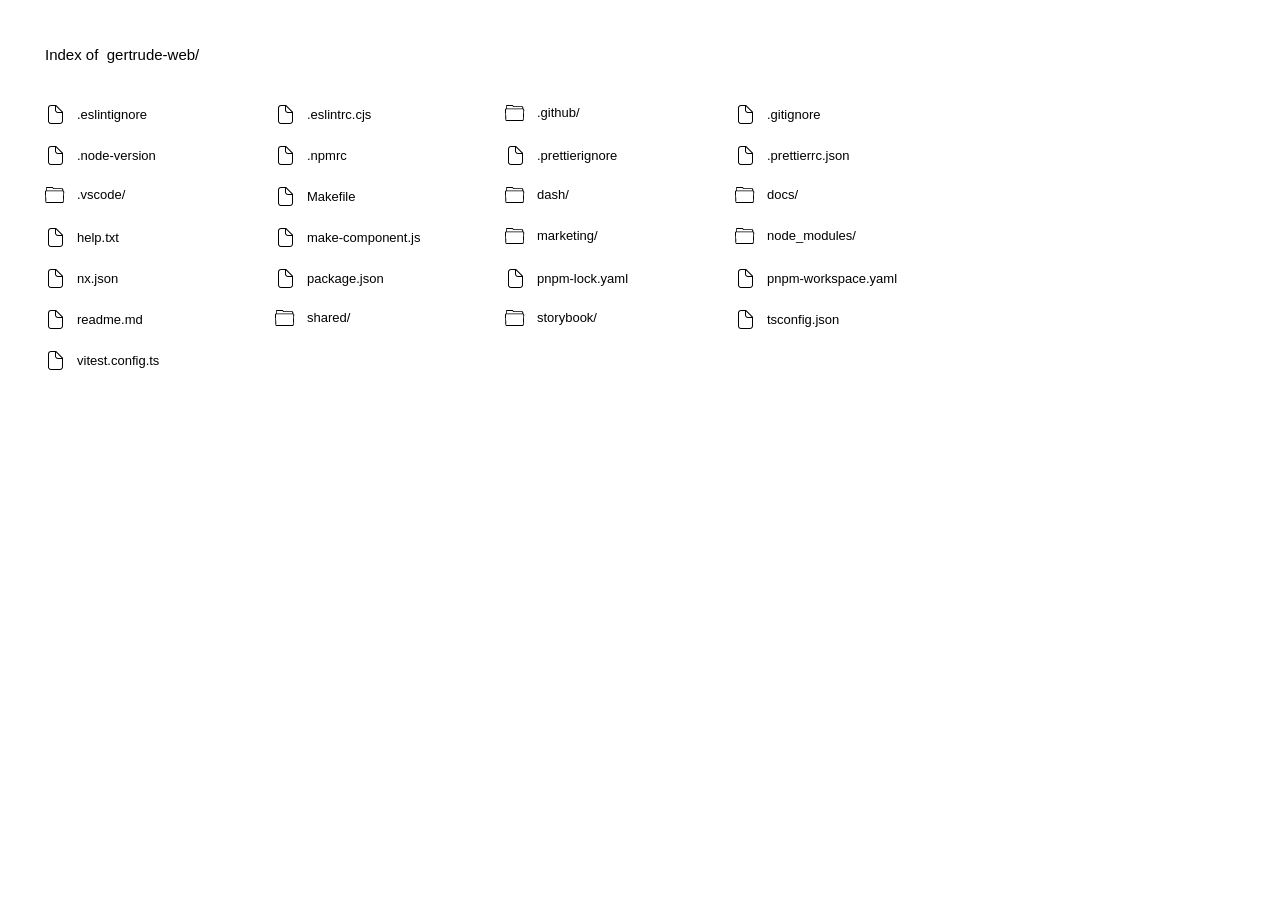 Index of  gertrude-web/
.eslintignore .eslintrc.cjs .github/ .gitignore
.node-version .npmrc .prettierignore .prettierrc.json
.vscode/ Makefile dash/ docs/
help.txt make-component.js marketing/ node_modules/
nx.json package.json pnpm-lock.yaml pnpm-workspace.yaml
readme.md shared/ storybook/ tsconfig.json
vitest.config.ts